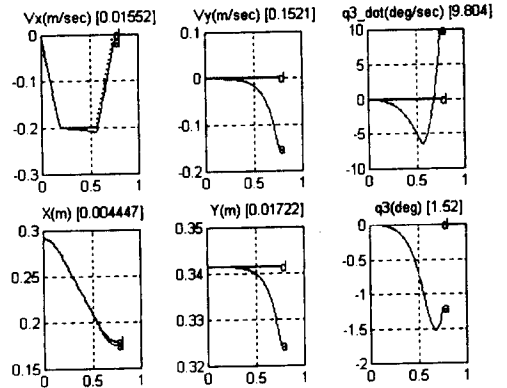 Vx(m/sec) [0.01552]
Vy(m/sec) [0.1521]
q3_dot(deg/sec) [9.804]
0
-0.1
-0.2
-0.3
0 0.5 1
d
a
0.1
0
-0.1
-0.2
0 0.5 1
d
a
10
5
0
-5
-10
0 0.5 1
a
d
X(m) [0.004447]
Y(m) [0.01722]
q3(deg) [1.52]
0.3
0.25
0.2
0.15
0 0.5 1
d
a
0.36
0.34
0.33
0.32
0 0.5 1
d
a
0
-0.5
-1
-1.5
-2
0 0.5 1
d
a